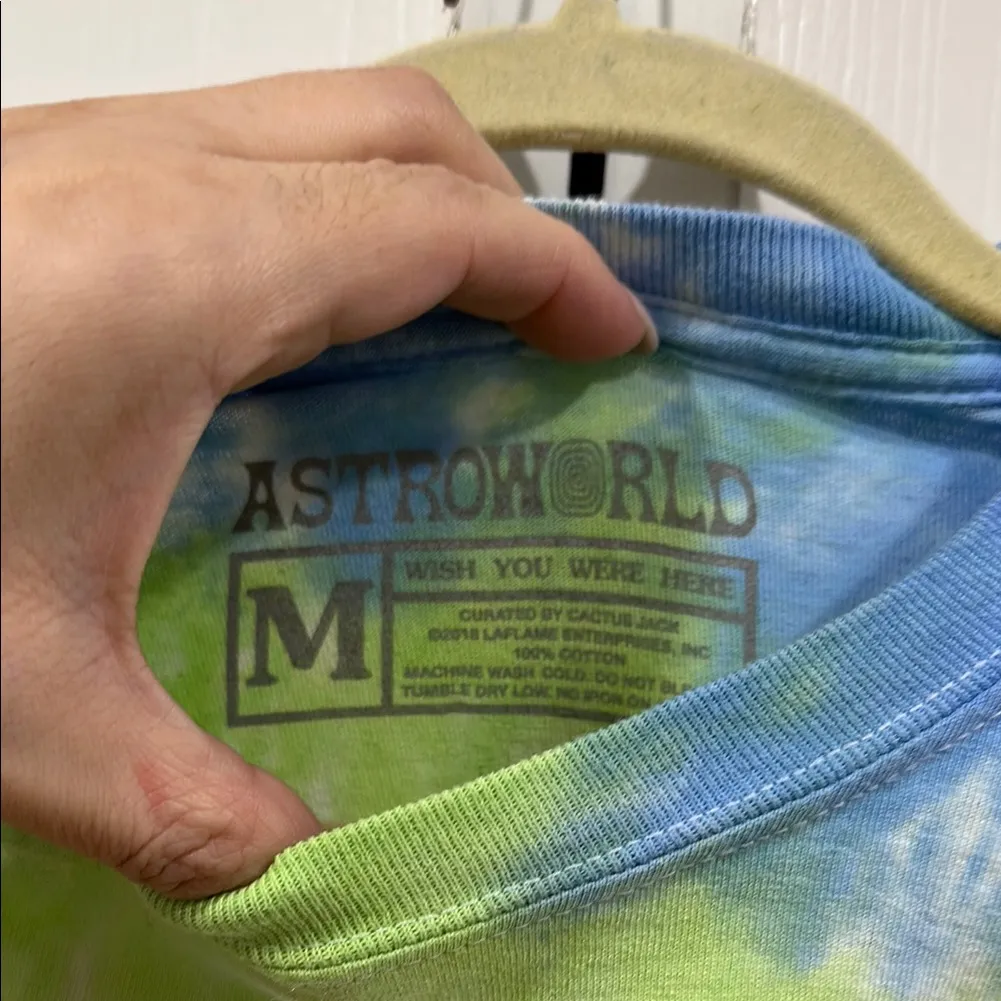 ASTROWORLD
M
WISH YOU WERE HERE
CURATED BY CACTUS JACK
©2018 LAFLAME ENTERPRISES, INC
100% COTTON
MACHINE WASH COLD. DO NOT
TUMBLE DRY LOW. NO IRON